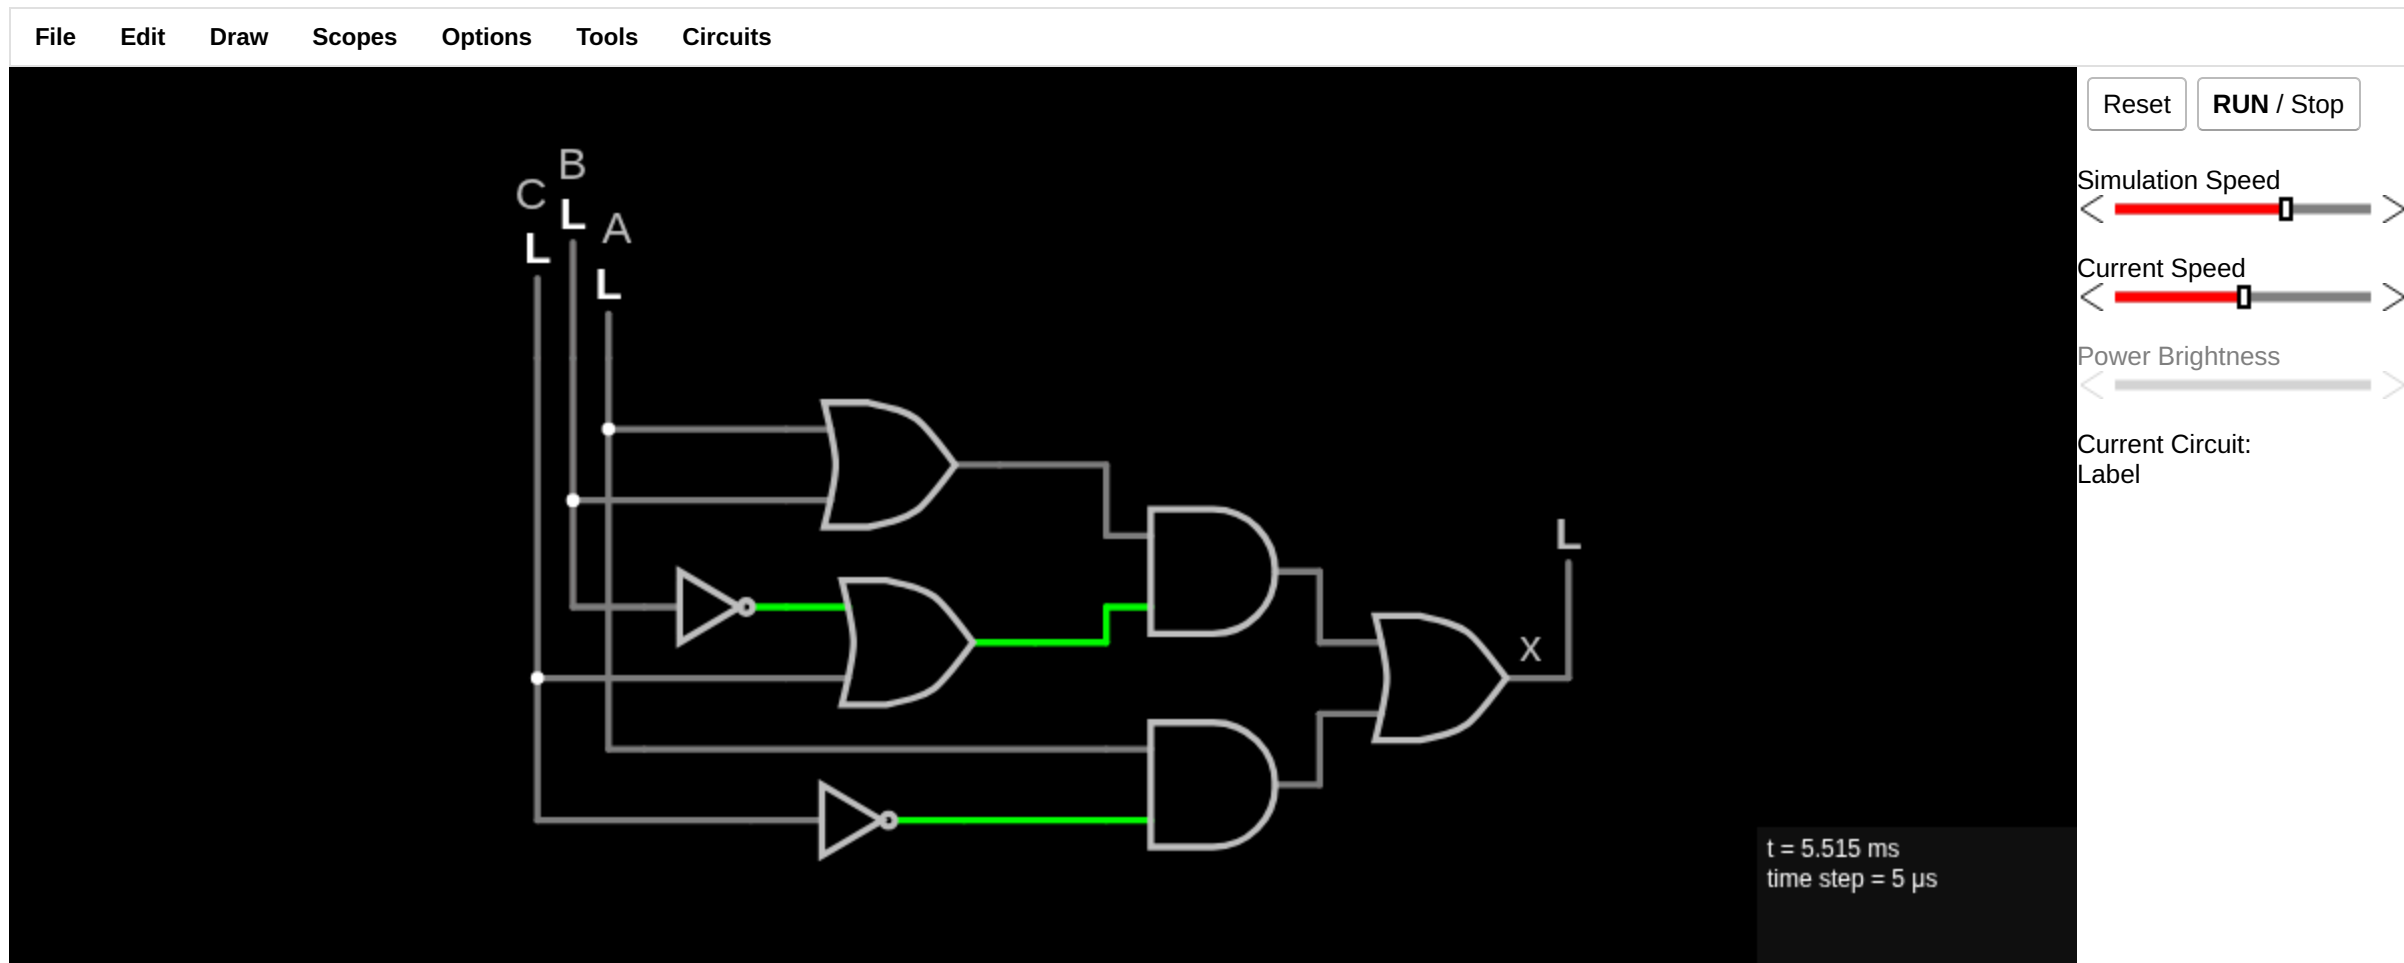 File Edit Draw Scopes Options Tools Circuits
Reset RUN / Stop
Simulation Speed
Current Speed
Power Brightness
Current Circuit:
Label
B
C
L A
L
L
L
X
t = 5.515 ms
time step = 5 μs